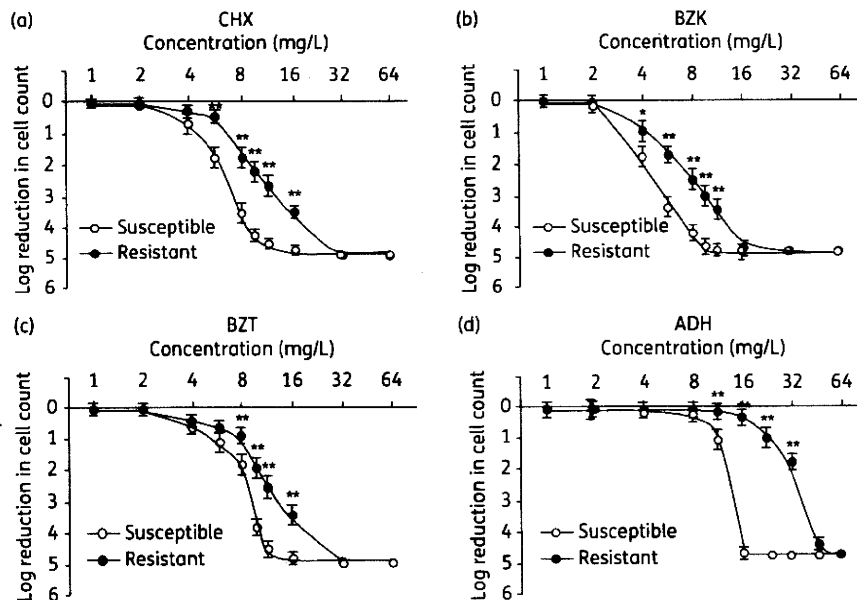 (a)
CHX
Concentration (mg/L)
1 2 4 8 16 32 64
0
1
2
3
4
5
6
Log reduction in cell count
** ** ** ** **
Susceptible
Resistant
(b)
BZK
Concentration (mg/L)
1 2 4 8 16 32 64
0
1
2
3
4
5
6
Log reduction in cell count
* ** ** ** **
Susceptible
Resistant
(c)
BZT
Concentration (mg/L)
1 2 4 8 16 32 64
0
1
2
3
4
5
6
Log reduction in cell count
** ** ** **
Susceptible
Resistant
(d)
ADH
Concentration (mg/L)
1 2 4 8 16 32 64
0
1
2
3
4
5
6
Log reduction in cell count
** ** ** **
Susceptible
Resistant